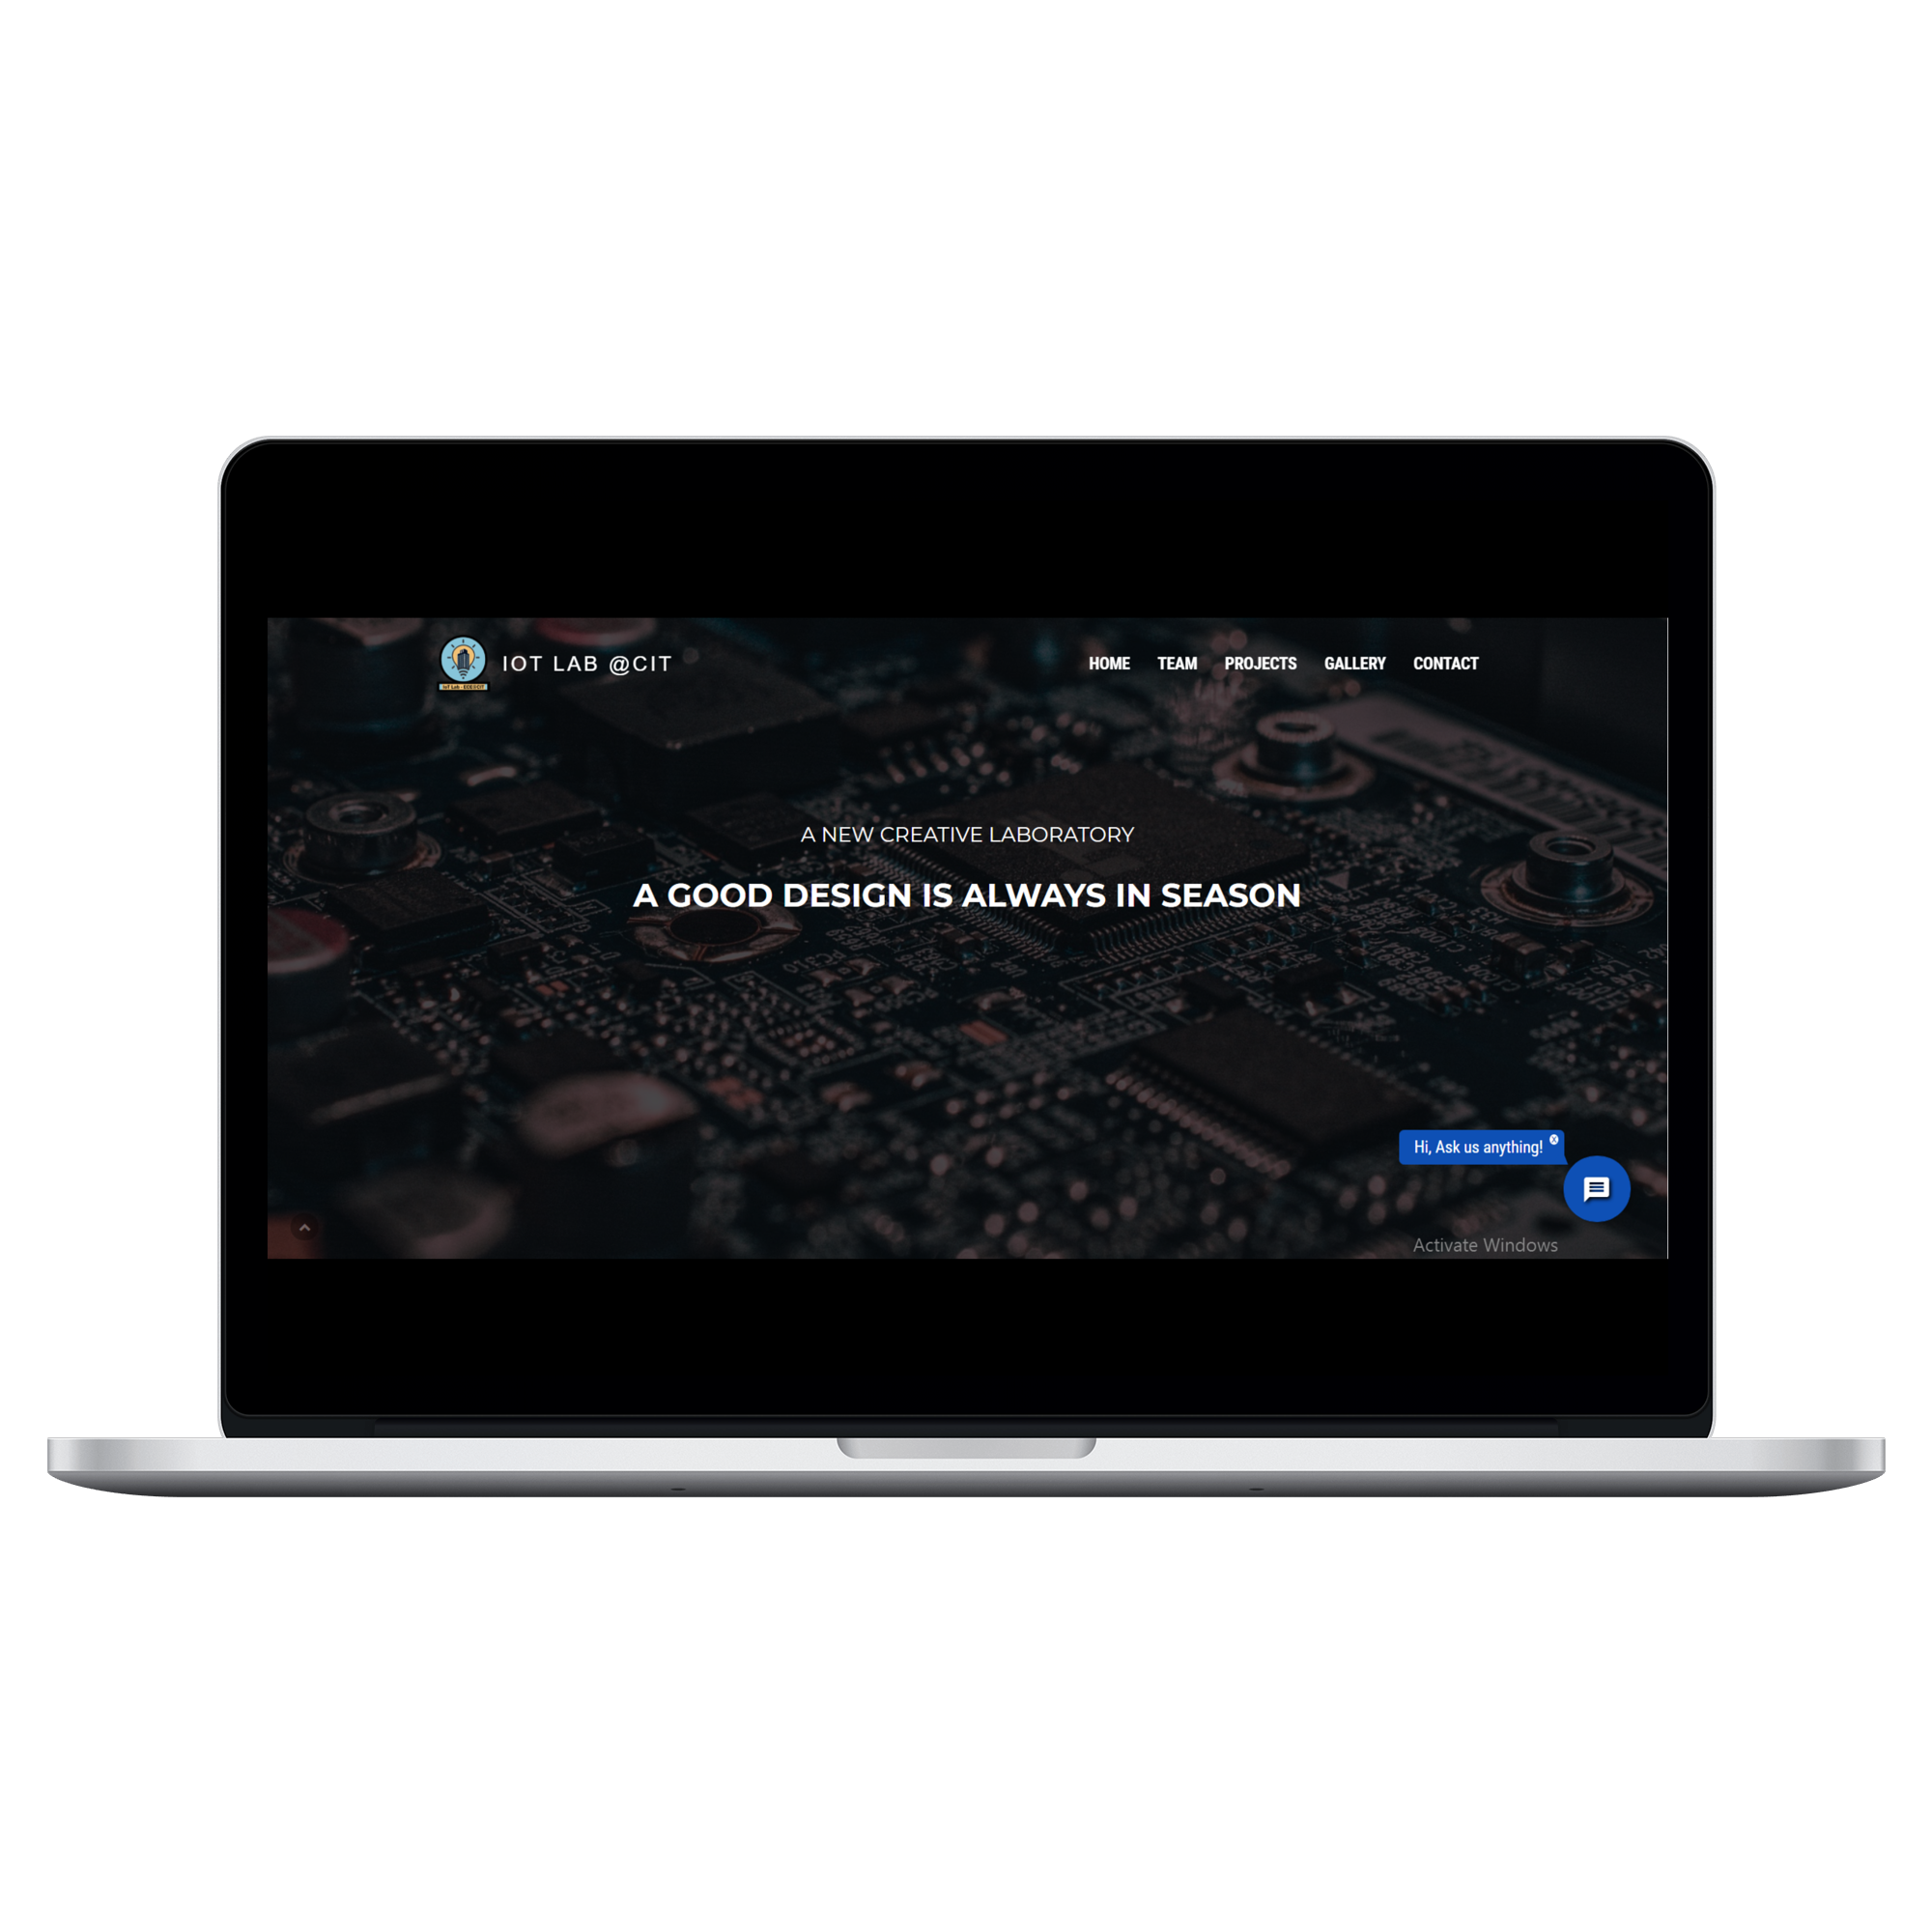 IOT LAB @CIT
HOME TEAM PROJECTS GALLERY CONTACT
A NEW CREATIVE LABORATORY
A GOOD DESIGN IS ALWAYS IN SEASON
Hi, Ask us anything!
Activate Windows